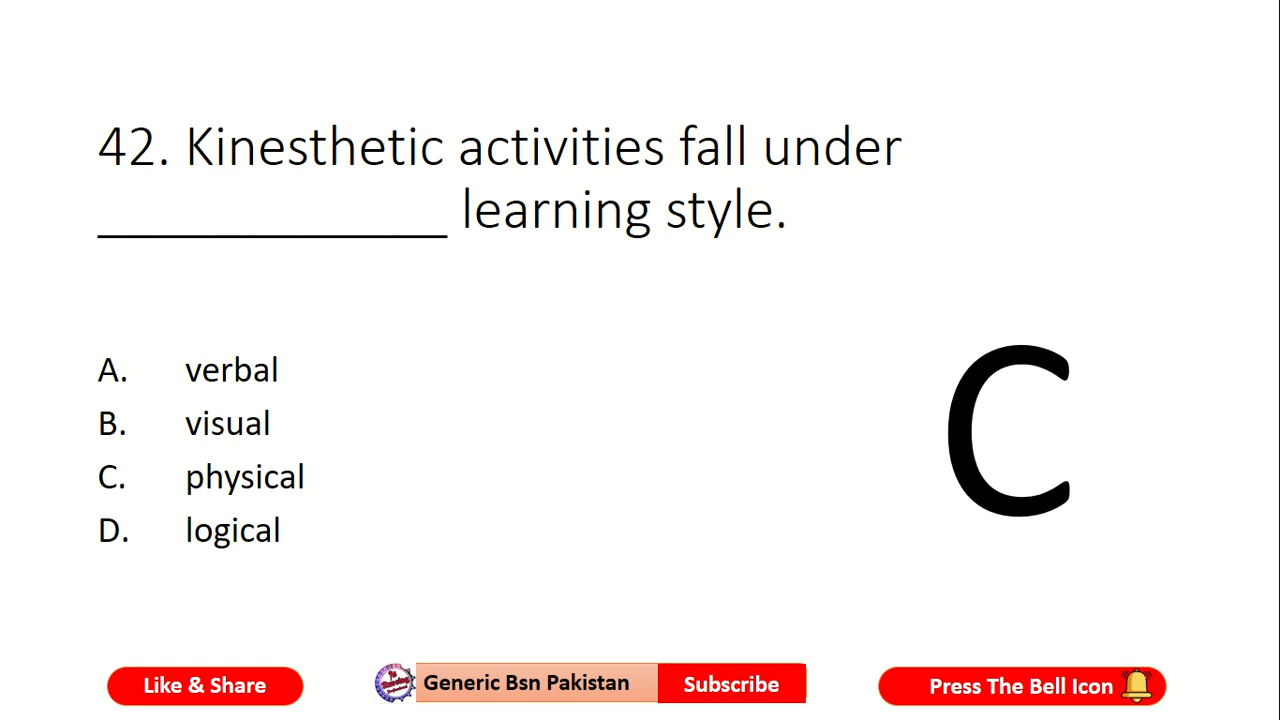 42. Kinesthetic activities fall under
_____________ learning style.
A. verbal
B. visual
C. physical
D. logical
C
Like & Share
Generic Bsn Pakistan
Subscribe
Press The Bell Icon